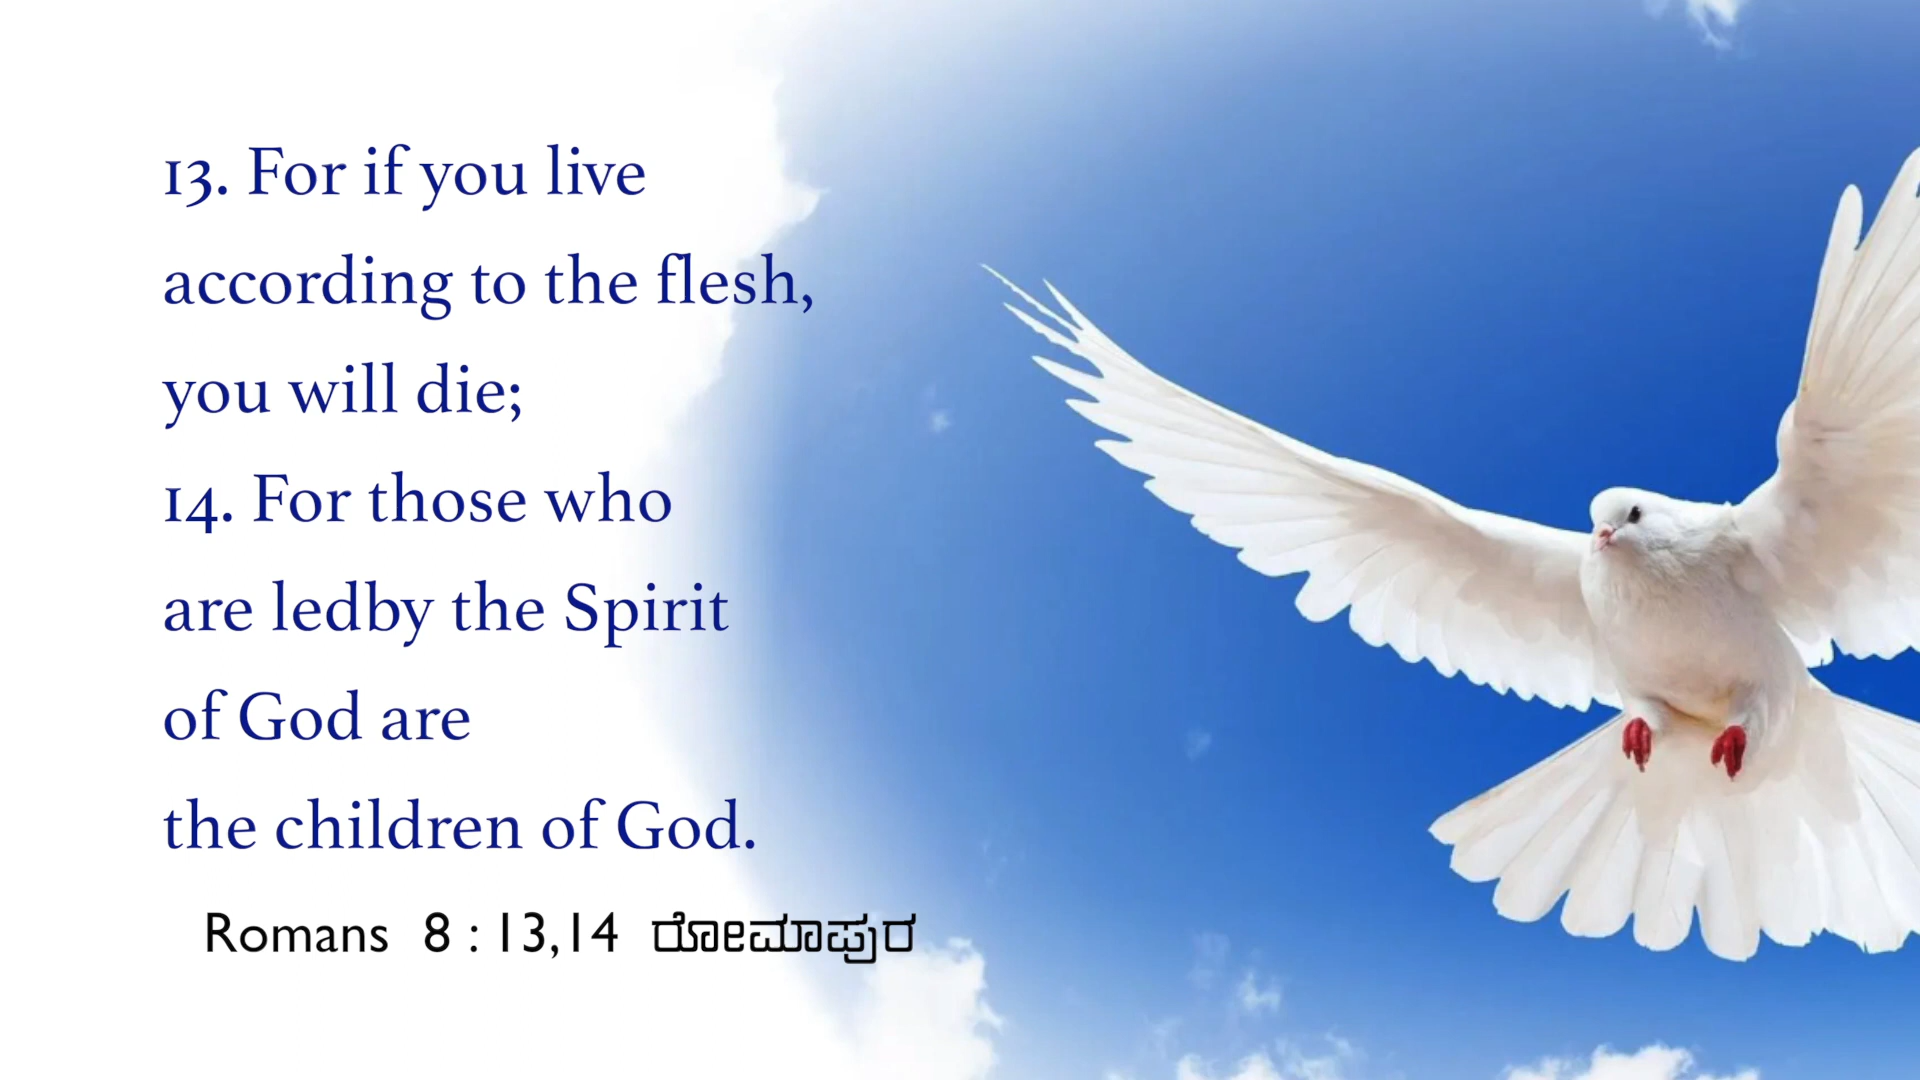 13. For if you live
according to the flesh,
you will die;
14. For those who
are ledby the Spirit
of God are
the children of God.
Romans 8 : 13,14 ರೋಮಾಪುರ